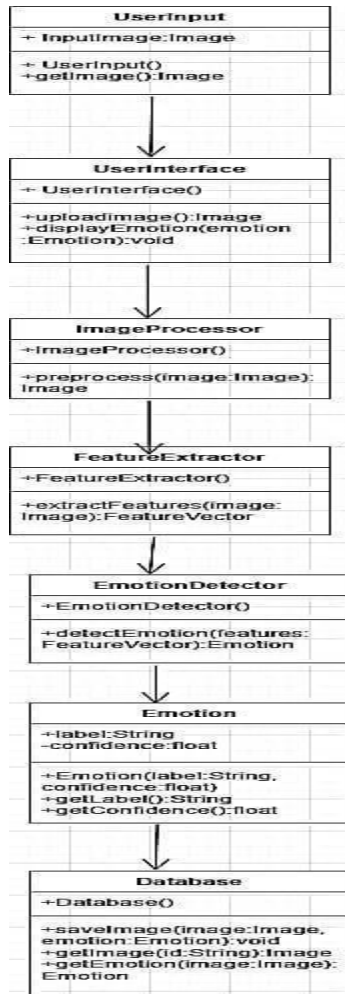 UserInput
+ InputImage:Image
+ UserInput()
+getImage():Image
UserInterface
+ UserInterface()
+uploadImage():Image
+displayEmotion(emotion
:Emotion):void
ImageProcessor
+ImageProcessor()
+preprocess(image:Image):
Image
FeatureExtractor
+FeatureExtractor()
+extractFeatures(image:
Image):FeatureVector
EmotionDetector
+EmotionDetector()
+detectEmotion(features:
FeatureVector):Emotion
Emotion
+label:String
-confidence:float
+Emotion(label:String,
confidence:float)
+getLabel():String
+getConfidence():float
Database
+Database()
+saveImage(image:Image,
emotion:Emotion):void
+getImage(id:String):Image
+getEmotion(image:Image):
Emotion